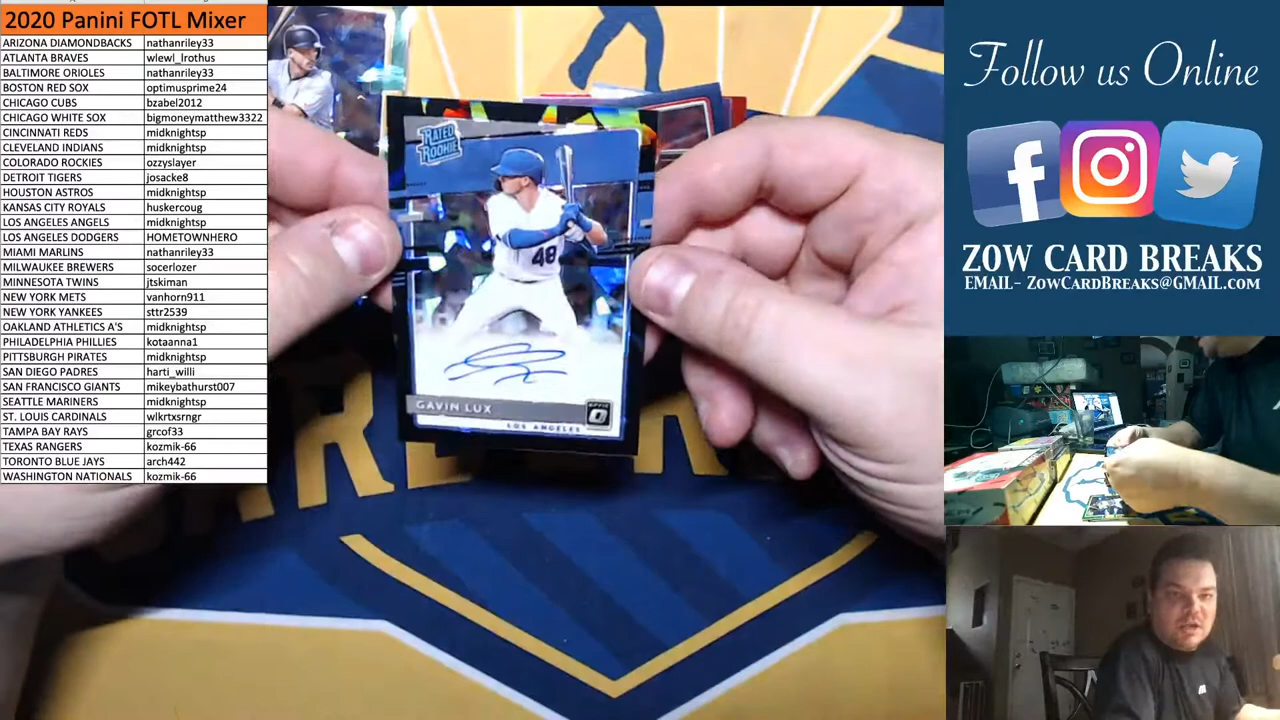 2020 Panini FOTL Mixer
ARIZONA DIAMONDBACKS nathanriley33
ATLANTA BRAVES wlewl_lrothus
BALTIMORE ORIOLES nathanriley33
BOSTON RED SOX optimusprime24
CHICAGO CUBS bzabel2012
CHICAGO WHITE SOX bigmoneymatthew3322
CINCINNATI REDS midknightsp
CLEVELAND INDIANS midknightsp
COLORADO ROCKIES ozzyslayer
DETROIT TIGERS josacke8
HOUSTON ASTROS midknightsp
KANSAS CITY ROYALS huskercoug
LOS ANGELES ANGELS midknightsp
LOS ANGELES DODGERS HOMETOWNHERO
MIAMI MARLINS nathanriley33
MILWAUKEE BREWERS socerlozer
MINNESOTA TWINS jtskiman
NEW YORK METS vanhorn911
NEW YORK YANKEES sttr2539
OAKLAND ATHLETICS A'S midknightsp
PHILADELPHIA PHILLIES kotaanna1
PITTSBURGH PIRATES midknightsp
SAN DIEGO PADRES harti_willi
SAN FRANCISCO GIANTS mikeybathurst007
SEATTLE MARINERS midknightsp
ST. LOUIS CARDINALS wlkrtxsrngr
TAMPA BAY RAYS grcof33
TEXAS RANGERS kozmik-66
TORONTO BLUE JAYS arch442
WASHINGTON NATIONALS kozmik-66
RATED
ROOKIE
48
GAVIN LUX
OPTIC
LOS ANGELES
Follow us Online
ZOW CARD BREAKS
EMAIL- ZOWCARDBREAKS@GMAIL.COM